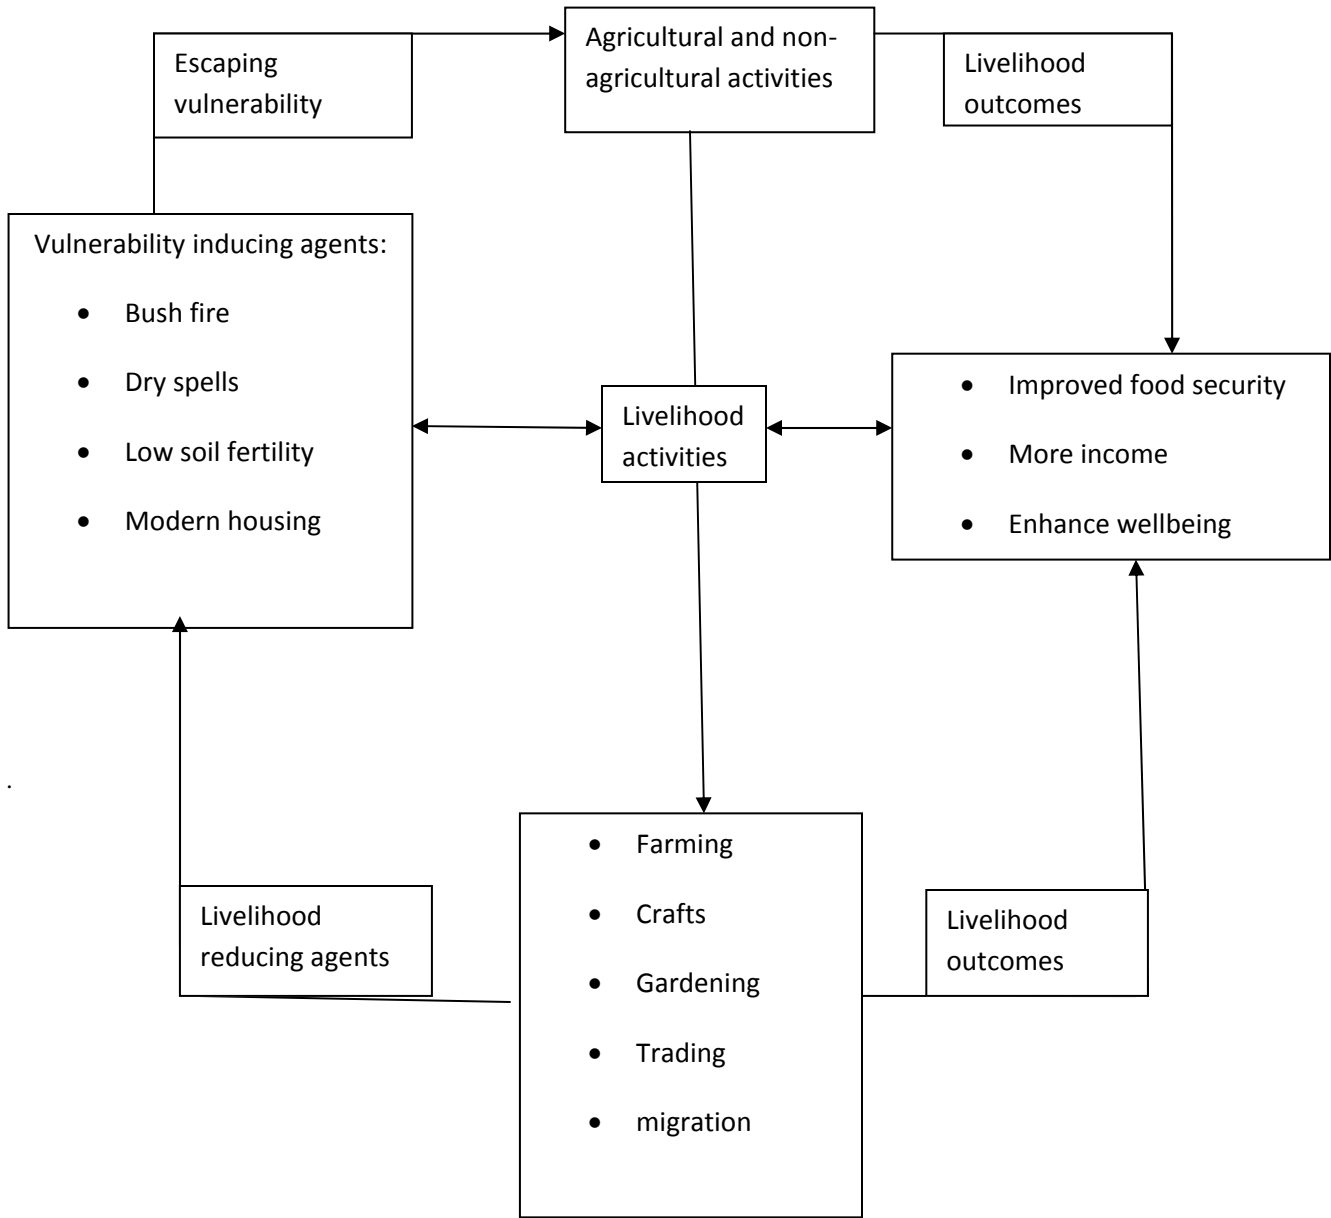 Escaping
vulnerability
Agricultural and non-
agricultural activities
Livelihood
outcomes
Vulnerability inducing agents:
• Bush fire
• Dry spells
• Low soil fertility
• Modern housing
Livelihood
activities
• Improved food security
• More income
• Enhance wellbeing
.
Livelihood
reducing agents
• Farming
• Crafts
• Gardening
• Trading
• migration
Livelihood
outcomes